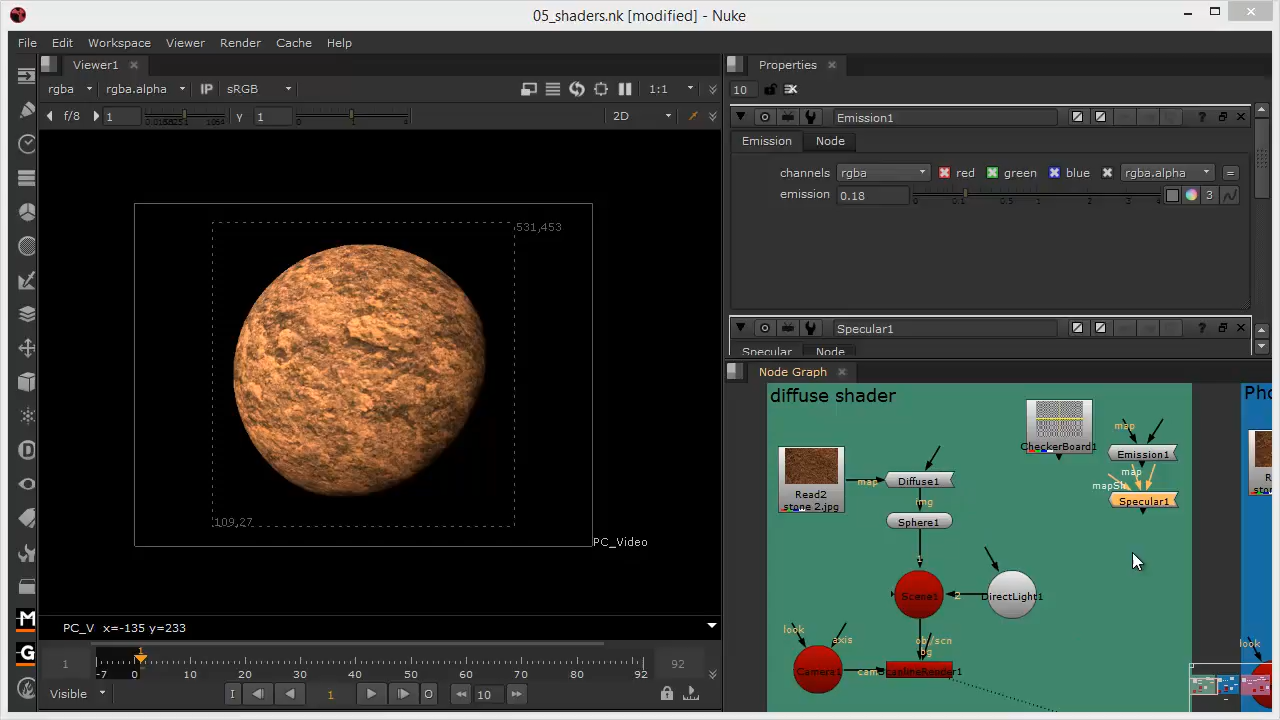 05_shaders.nk [modified] - Nuke
File Edit Workspace Viewer Render Cache Help
Viewer1
rgba rgba.alpha IP sRGB 1:1
f/8 1 y 1 2D
531,453
109,27
PC_Video
PC_V x=-135 y=233
1
1
-7 0 10 20 30 40 50 60 70 80 92
92
Visible
1
10
Properties
10
Emission1
Emission Node
channels rgba red green blue rgba.alpha =
emission 0.18 3
Specular1
Specular Node
Node Graph
diffuse shader
Pho
CheckerBoard1
map
Emission1
map
Specular1
Read2
stone 2.jpg
map
Diffuse1
img
Sphere1
1
Scene1
2
DirectLight1
look
axis
obj/scn
bg
Camera1
cam
look